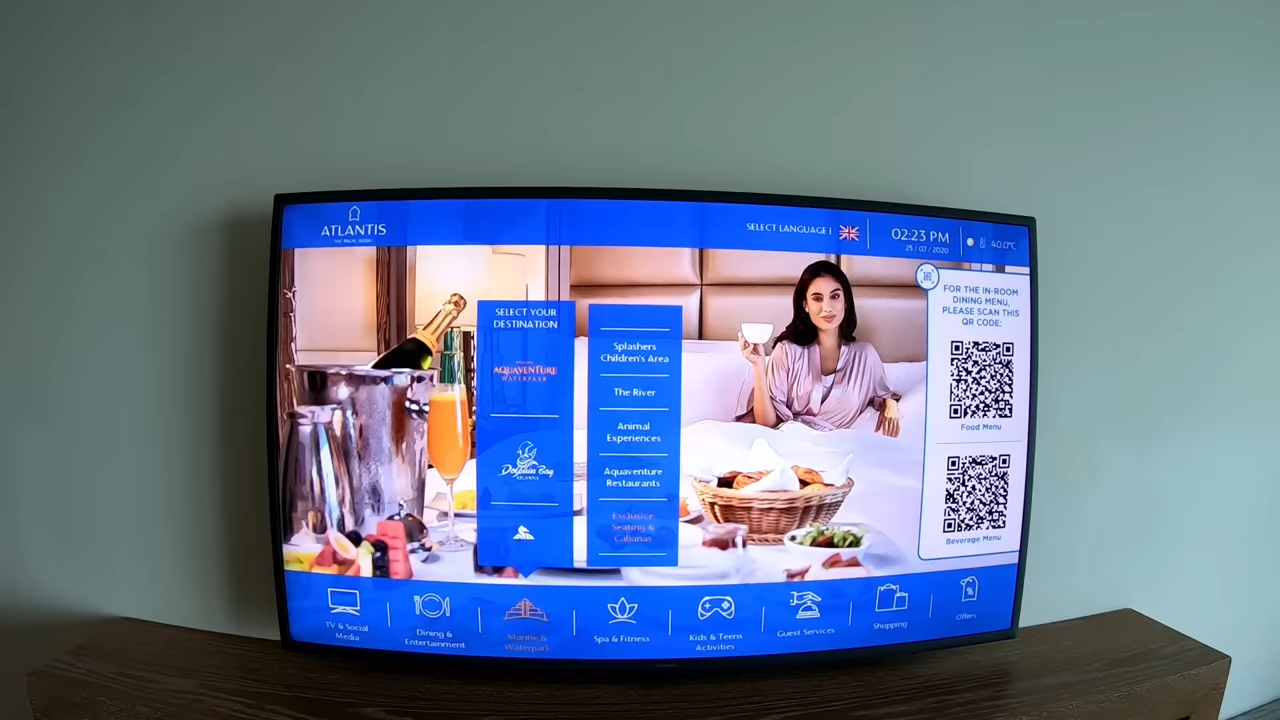 ATLANTIS
THE PALM, DUBAI
SELECT LANGUAGE |
02:23 PM
25 / 07 / 2020
40.0°C
SELECT YOUR
DESTINATION
AQUAVENTURE
WATERPARK
Dolphin Bay
ATLANTIS
Splashers
Children's Area
The River
Animal
Experiences
Aquaventure
Restaurants
Exclusive
Seating &
Cabanas
FOR THE IN-ROOM
DINING MENU,
PLEASE SCAN THIS
QR CODE:
Food Menu
Beverage Menu
TV & Social
Media
Dining &
Entertainment
Marine &
Waterpark
Spa & Fitness
Kids & Teens
Activities
Guest Services
Shopping
Offers